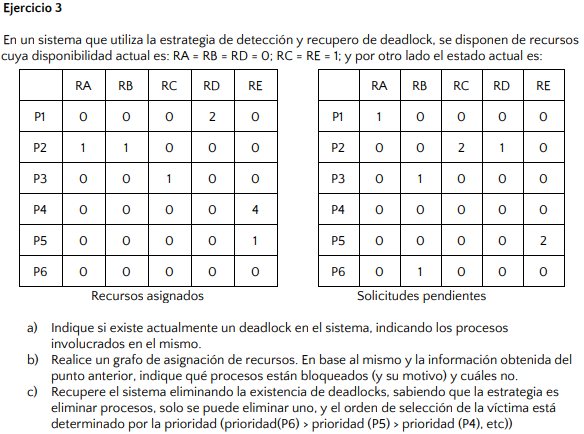 Ejercicio 3
En un sistema que utiliza la estrategia de detección y recupero de deadlock, se disponen de recursos
cuya disponibilidad actual es: RA = RB = RD = 0; RC = RE = 1; y por otro lado el estado actual es:
RA RB RC RD RE
P1 0 0 0 2 0
P2 1 1 0 0 0
P3 0 0 1 0 0
P4 0 0 0 0 4
P5 0 0 0 0 1
P6 0 0 0 0 0
Recursos asignados
RA RB RC RD RE
P1 1 0 0 0 0
P2 0 0 2 1 0
P3 0 1 0 0 0
P4 0 0 0 0 0
P5 0 0 0 0 2
P6 0 1 0 0 0
Solicitudes pendientes
a) Indique si existe actualmente un deadlock en el sistema, indicando los procesos
involucrados en el mismo.
b) Realice un grafo de asignación de recursos. En base al mismo y la información obtenida del
punto anterior, indique qué procesos están bloqueados (y su motivo) y cuáles no.
c) Recupere el sistema eliminando la existencia de deadlocks, sabiendo que la estrategia es
eliminar procesos, solo se puede eliminar uno, y el orden de selección de la víctima está
determinado por la prioridad (prioridad(P6) > prioridad (P5) > prioridad (P4), etc))